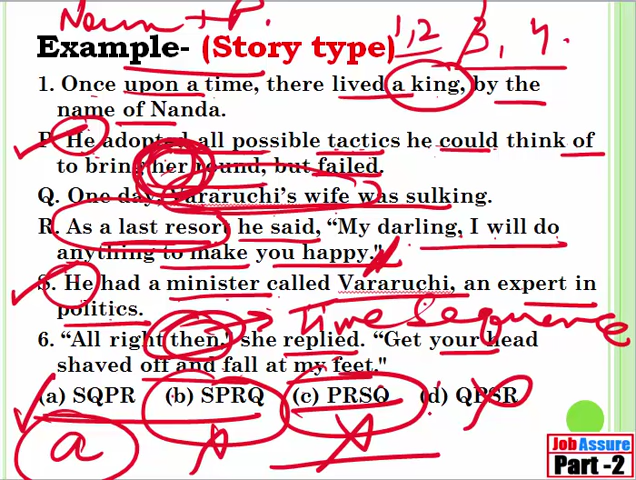 Noun + P.
1,2 3, 4.
Example- (Story type)
1. Once upon a time, there lived a king, by the
name of Nanda.
P. He adopted all possible tactics he could think of
to bring her round, but failed.
Q. One day, Vararuchi's wife was sulking.
R. As a last resort he said, “My darling, I will do
anything to make you happy."
S. He had a minister called Vararuchi, an expert in
politics.
Time Sequence
6. “All right then," she replied. “Get your head
shaved off and fall at my feet."
(a) SQPR (b) SPRQ (c) PRSQ (d) QPSR
a
JobAssure
Part -2